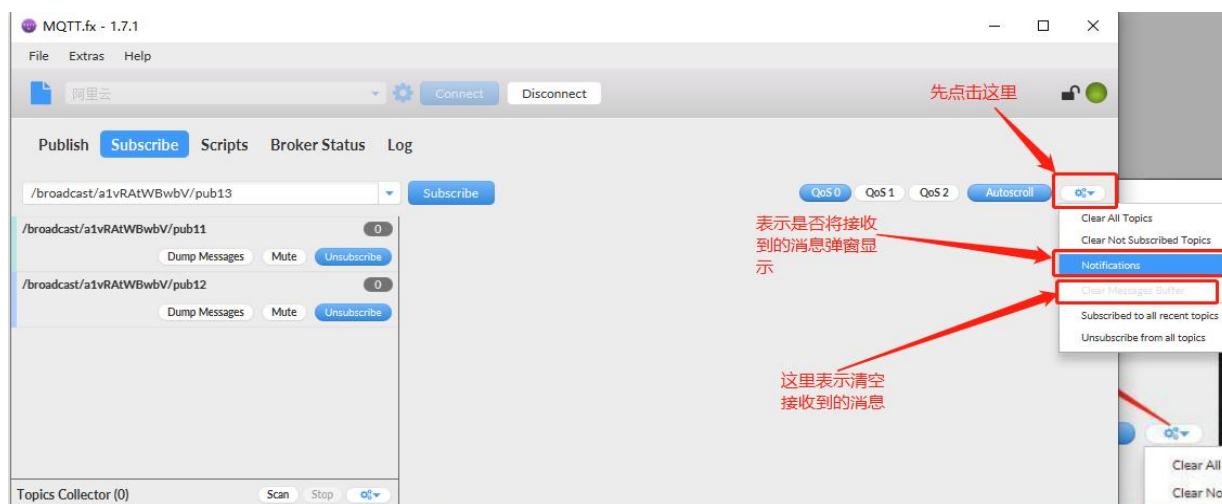 MQTT.fx - 1.7.1
File Extras Help
阿里云 Connect Disconnect
先点击这里
Publish Subscribe Scripts Broker Status Log
/broadcast/a1vRAtWBwbV/pub13 Subscribe QoS 0 QoS 1 QoS 2 Autoscroll
/broadcast/a1vRAtWBwbV/pub11 0
Dump Messages Mute Unsubscribe
/broadcast/a1vRAtWBwbV/pub12 0
Dump Messages Mute Unsubscribe
表示是否将接收
到的消息弹窗显
示
Clear All Topics
Clear Not Subscribed Topics
Notifications
Clear Messages Buffer
Subscribed to all recent topics
Unsubscribe from all topics
这里表示清空
接收到的消息
Clear All
Clear No
Topics Collector (0) Scan Stop